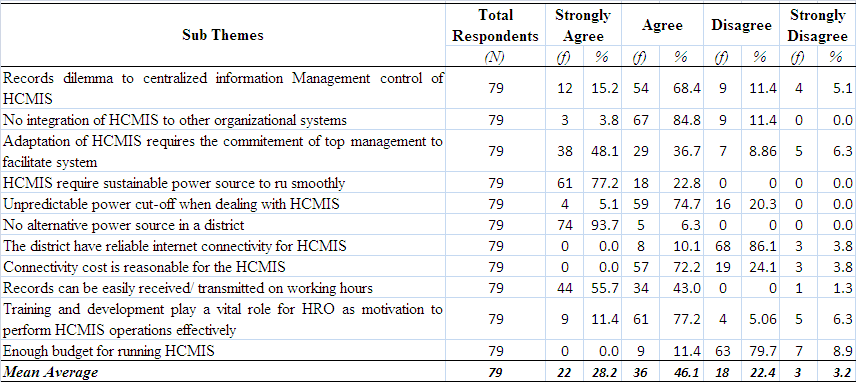 Sub Themes Total Respondents Strongly Agree Agree Disagree Strongly Disagree
(N) (f) % (f) % (f) % (f) %
Records dilemma to centralized information Management control of
HCMIS 79 12 15.2 54 68.4 9 11.4 4 5.1
No integration of HCMIS to other organizational systems 79 3 3.8 67 84.8 9 11.4 0 0.0
Adaptation of HCMIS requires the commitement of top management to
facilitate system 79 38 48.1 29 36.7 7 8.86 5 6.3
HCMIS require sustainable power source to ru smoothly 79 61 77.2 18 22.8 0 0 0 0.0
Unpredictable power cut-off when dealing with HCMIS 79 4 5.1 59 74.7 16 20.3 0 0.0
No alternative power source in a district 79 74 93.7 5 6.3 0 0 0 0.0
The district have reliable internet connectivity for HCMIS 79 0 0.0 8 10.1 68 86.1 3 3.8
Connectivity cost is reasonable for the HCMIS 79 0 0.0 57 72.2 19 24.1 3 3.8
Records can be easily received/ transmitted on working hours 79 44 55.7 34 43.0 0 0 1 1.3
Training and development play a vital role for HRO as motivation to
perform HCMIS operations effectively 79 9 11.4 61 77.2 4 5.06 5 6.3
Enough budget for running HCMIS 79 0 0.0 9 11.4 63 79.7 7 8.9
Mean Average 79 22 28.2 36 46.1 18 22.4 3 3.2